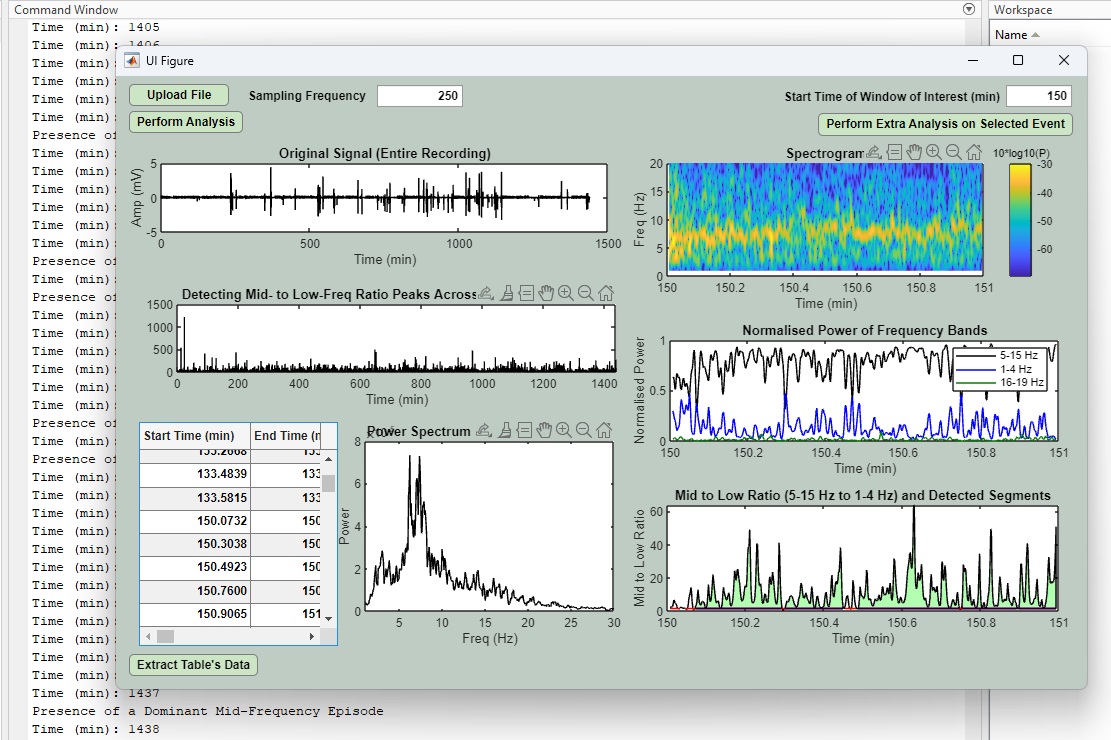 Command Window
Workspace
Name
Time (min): 1405
Time (min): 1406
Time (min):
Time (min):
Time (min):
Time (min):
Presence of
Time (min):
Time (min):
Time (min):
Time (min):
Time (min):
Time (min):
Presence of
Time (min):
Presence of
Time (min):
Time (min):
Time (min):
Time (min):
Time (min):
Presence of
Time (min):
Presence of
Time (min):
Time (min):
Time (min):
Time (min):
Time (min):
Time (min):
Time (min):
Time (min):
Time (min):
Time (min):
Time (min):
Time (min):
Time (min): 1437
Presence of a Dominant Mid-Frequency Episode
Time (min): 1438
UI Figure
Upload File
Sampling Frequency
250
Perform Analysis
Start Time of Window of Interest (min)
150
Perform Extra Analysis on Selected Event
Original Signal (Entire Recording)
Amp (mV)
5
0
-5
0 500 1000 1500
Time (min)
Detecting Mid- to Low-Freq Ratio Peaks Across
1500
1000
500
0
0 200 400 600 800 1000 1200 1400
Time (min)
Start Time (min) End Time (
133.2668
133.4839 133
133.5815 133
150.0732 150
150.3038 150
150.4923 150
150.7600 150
150.9065 151
Extract Table's Data
Power Spectrum
Power
8
6
4
2
0
5 10 15 20 25 30
Freq (Hz)
Spectrogram
10*log10(P)
Freq (Hz)
20
15
10
5
0
150 150.2 150.4 150.6 150.8 151
Time (min)
-30
-40
-50
-60
Normalised Power of Frequency Bands
Normalised Power
1
0.5
0
5-15 Hz
1-4 Hz
16-19 Hz
150 150.2 150.4 150.6 150.8 151
Time (min)
Mid to Low Ratio (5-15 Hz to 1-4 Hz) and Detected Segments
Mid to Low Ratio
60
40
20
0
150 150.2 150.4 150.6 150.8 151
Time (min)